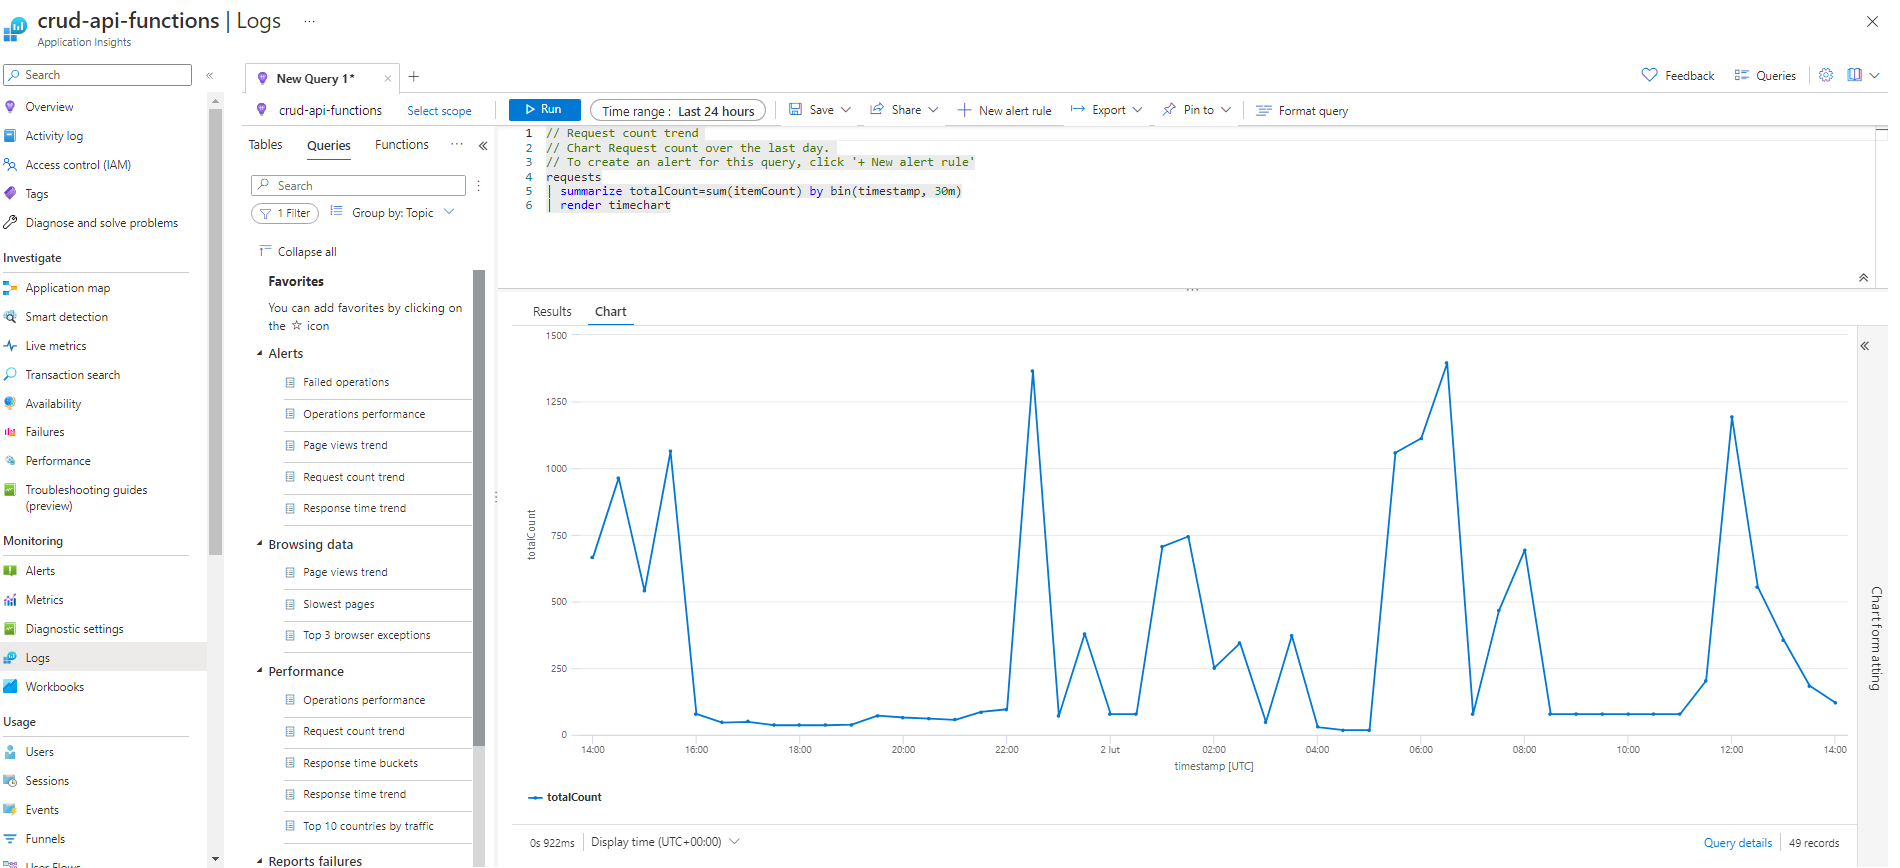 crud-api-functions | Logs ...
Application Insights
Search
Overview
Activity log
Access control (IAM)
Tags
Diagnose and solve problems
Investigate
Application map
Smart detection
Live metrics
Transaction search
Availability
Failures
Performance
Troubleshooting guides
(preview)
Monitoring
Alerts
Metrics
Diagnostic settings
Logs
Workbooks
Usage
Users
Sessions
Events
Funnels
User Flows
New Query 1*
Feedback
Queries
crud-api-functions
Select scope
Run
Time range : Last 24 hours
Save
Share
New alert rule
Export
Pin to
Format query
Tables
Queries
Functions
Search
1 Filter
Group by: Topic
Collapse all
Favorites
You can add favorites by clicking on
the ☆ icon
Alerts
Failed operations
Operations performance
Page views trend
Request count trend
Response time trend
Browsing data
Page views trend
Slowest pages
Top 3 browser exceptions
Performance
Operations performance
Request count trend
Response time buckets
Response time trend
Top 10 countries by traffic
Reports failures
1 // Request count trend
2 // Chart Request count over the last day.
3 // To create an alert for this query, click '+ New alert rule'
4 requests
5 | summarize totalCount=sum(itemCount) by bin(timestamp, 30m)
6 | render timechart
Results
Chart
1500
1250
1000
750
500
250
0
totalCount
14:00
16:00
18:00
20:00
22:00
2 lut
02:00
04:00
06:00
08:00
10:00
12:00
14:00
timestamp [UTC]
totalCount
Chart formatting
0s 922ms
Display time (UTC+00:00)
Query details
49 records